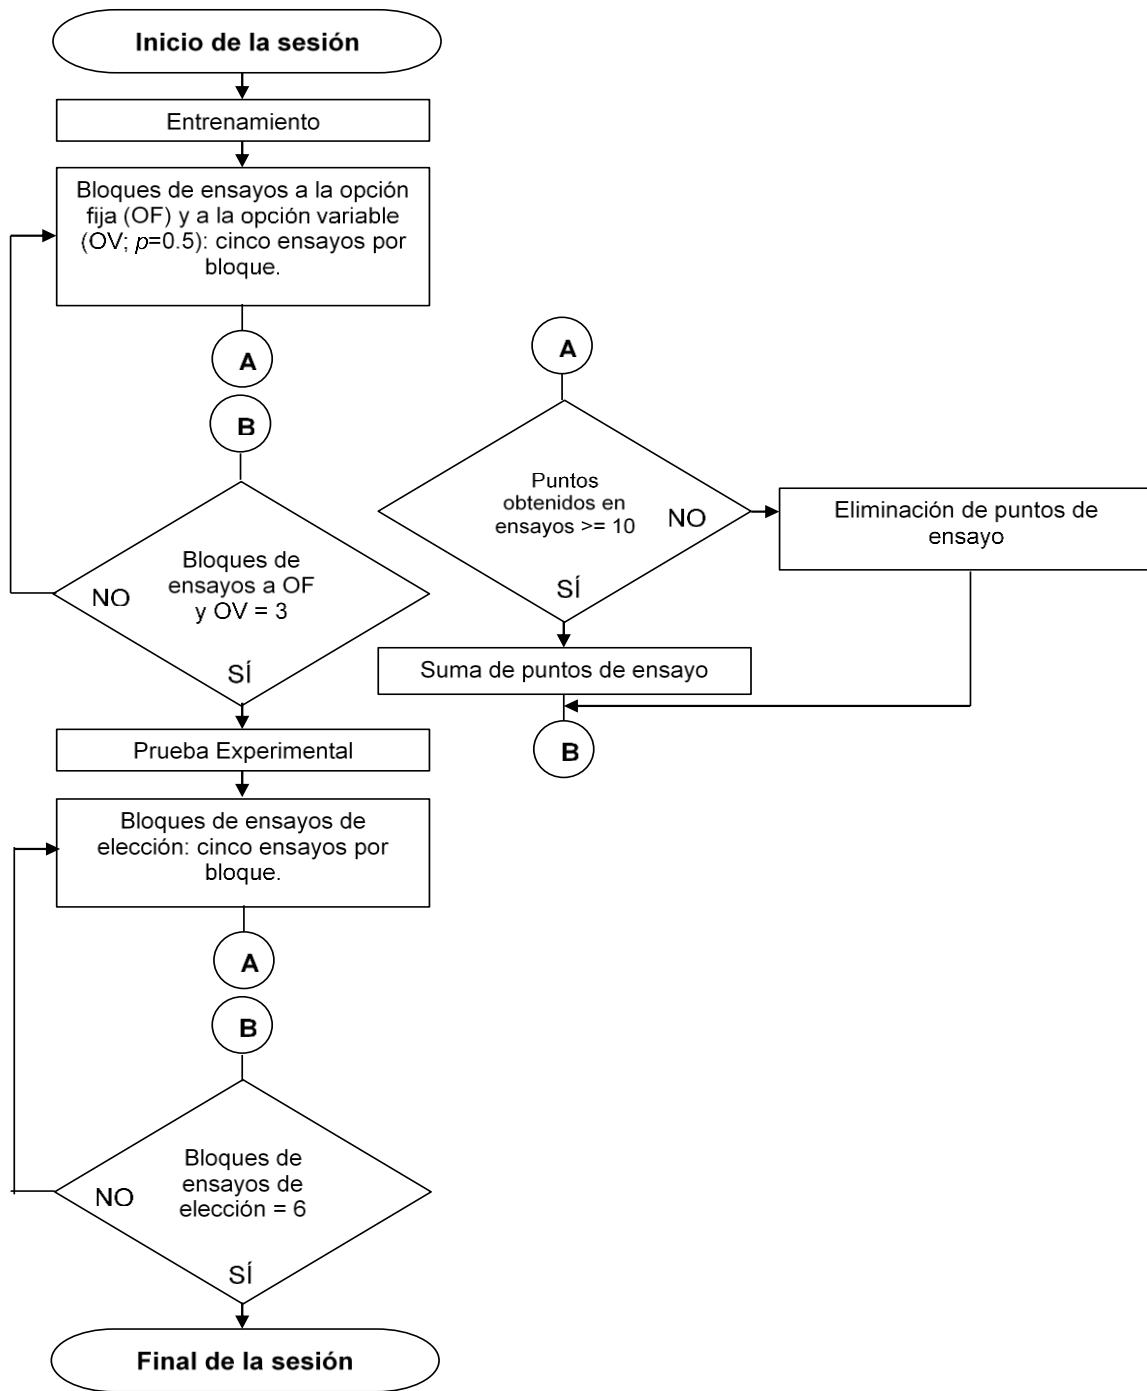 Inicio de la sesión
Entrenamiento
Bloques de ensayos a la opción
fija (OF) y a la opción variable
(OV; p=0.5): cinco ensayos por
bloque.
A
B
Bloques de
ensayos a OF
y OV = 3
NO
SÍ
Prueba Experimental
Bloques de ensayos de
elección: cinco ensayos por
bloque.
A
B
Bloques de
ensayos de
elección = 6
NO
SÍ
Final de la sesión
A
Puntos
obtenidos en
ensayos >= 10
NO
SÍ
Eliminación de puntos de
ensayo
Suma de puntos de ensayo
B